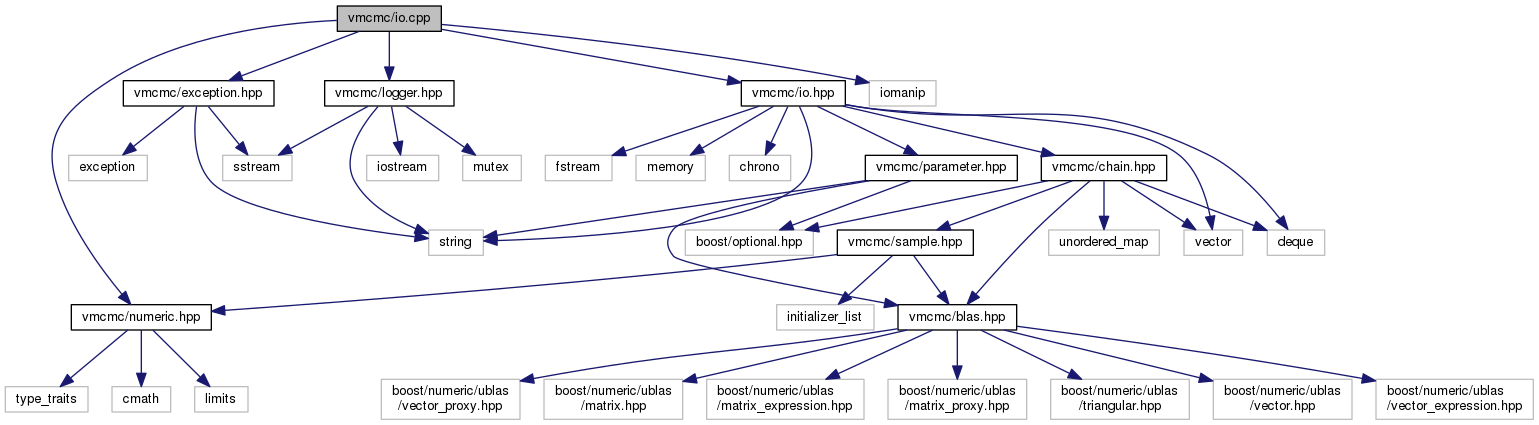 vmcmc/io.cpp
vmcmc/exception.hpp
vmcmc/logger.hpp
vmcmc/io.hpp
iomanip
exception
sstream
iostream
mutex
fstream
memory
chrono
vmcmc/parameter.hpp
vmcmc/chain.hpp
string
boost/optional.hpp
vmcmc/sample.hpp
unordered_map
vector
deque
vmcmc/numeric.hpp
initializer_list
vmcmc/blas.hpp
type_traits
cmath
limits
boost/numeric/ublas
/vector_proxy.hpp
boost/numeric/ublas
/matrix.hpp
boost/numeric/ublas
/matrix_expression.hpp
boost/numeric/ublas
/matrix_proxy.hpp
boost/numeric/ublas
/triangular.hpp
boost/numeric/ublas
/vector.hpp
boost/numeric/ublas
/vector_expression.hpp